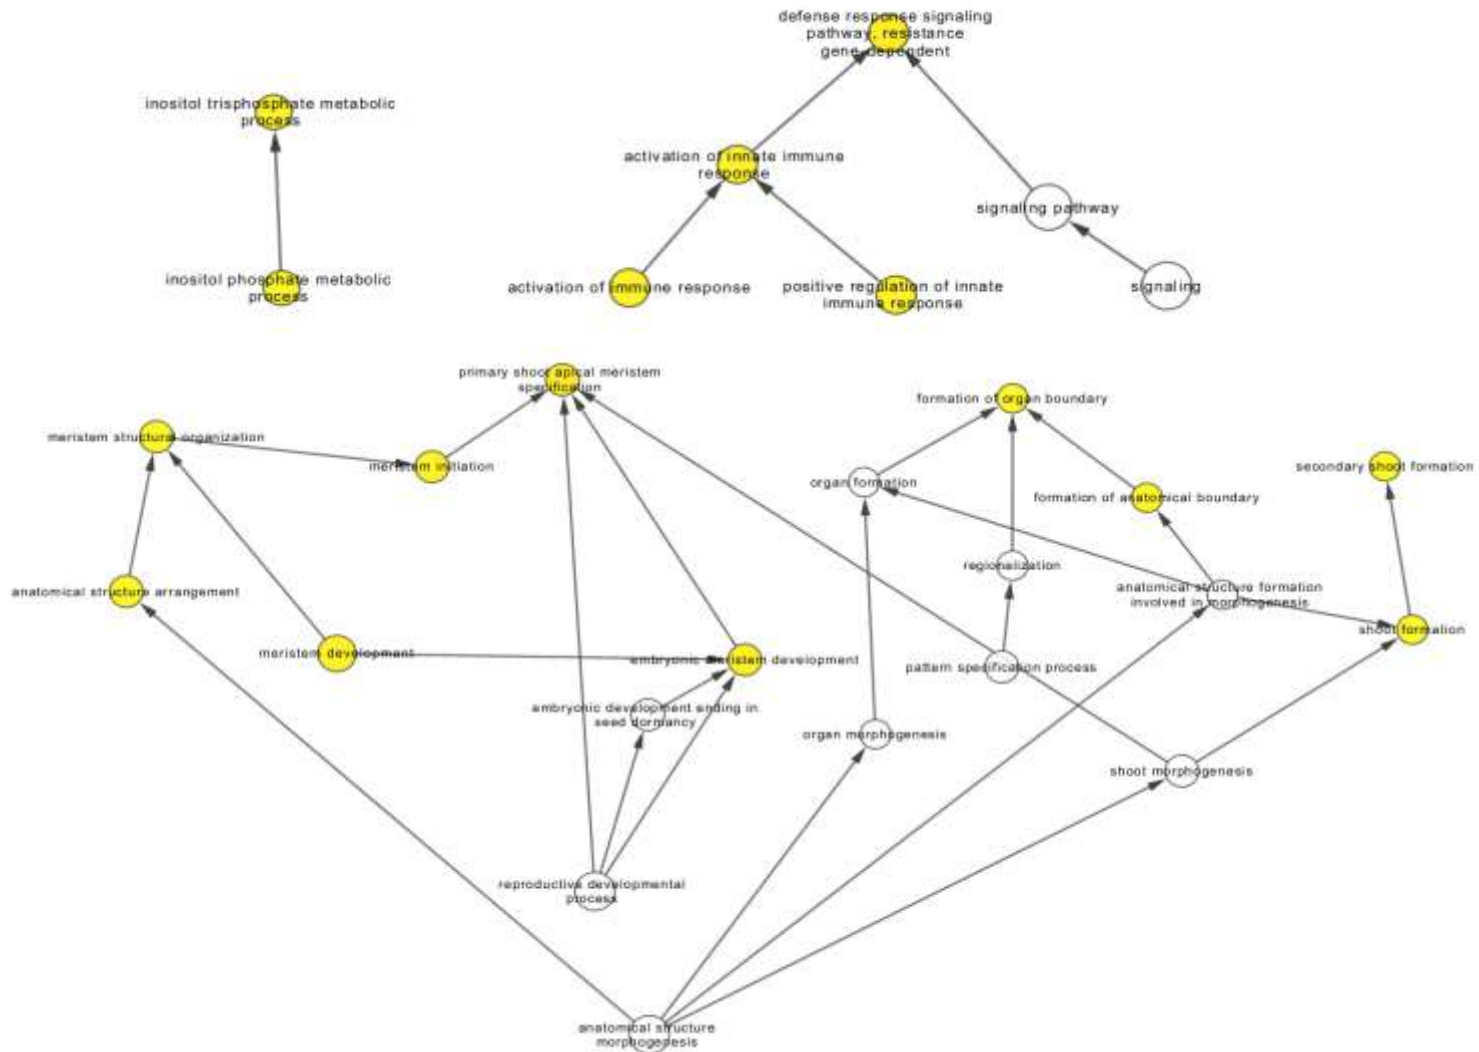 defense response signaling
pathway, resistance
gene-dependent
inositol trisphosphate metabolic
process
activation of innate immune
response
signaling pathway
inositol phosphate metabolic
process
activation of immune response
positive regulation of innate
immune response
signaling
primary shoot apical meristem
specification
formation of organ boundary
meristem structural organization
meristem initiation
secondary shoot formation
organ formation
formation of anatomical boundary
regionalization
anatomical structure arrangement
anatomical structure formation
involved in morphogenesis
shoot formation
meristem development
embryonic meristem development
pattern specification process
embryonic development ending in
seed dormancy
organ morphogenesis
shoot morphogenesis
reproductive developmental
process
anatomical structure
morphogenesis